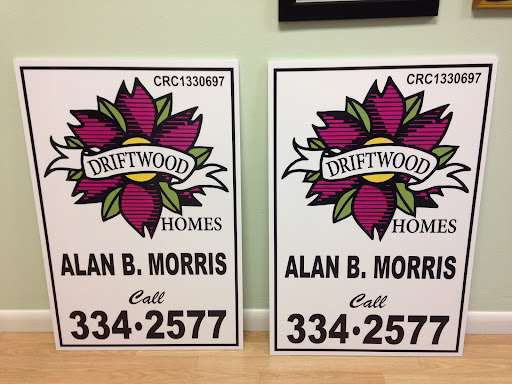 CRC1330697
DRIFTWOOD
HOMES
ALAN B. MORRIS
Call
334•2577
CRC1330697
DRIFTWOOD
HOMES
ALAN B. MORRIS
Call
334•2577